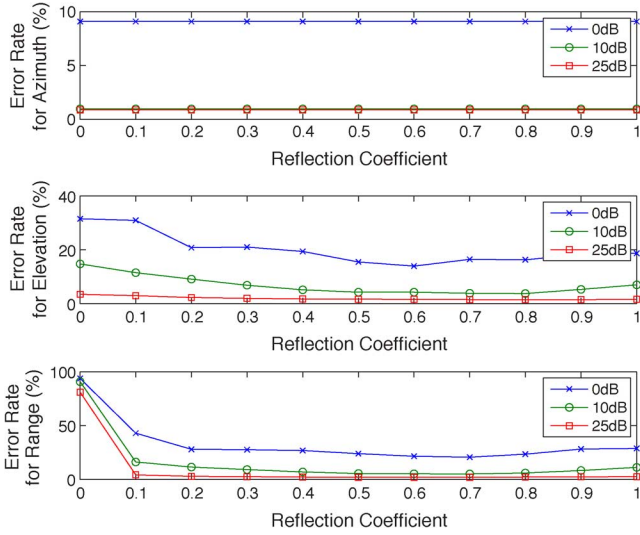 10
5
0
Error Rate
for Azimuth (%)
0dB
10dB
25dB
0 0.1 0.2 0.3 0.4 0.5 0.6 0.7 0.8 0.9 1
Reflection Coefficient
40
20
0
Error Rate
for Elevation (%)
0dB
10dB
25dB
0 0.1 0.2 0.3 0.4 0.5 0.6 0.7 0.8 0.9 1
Reflection Coefficient
100
50
0
Error Rate
for Range (%)
0dB
10dB
25dB
0 0.1 0.2 0.3 0.4 0.5 0.6 0.7 0.8 0.9 1
Reflection Coefficient